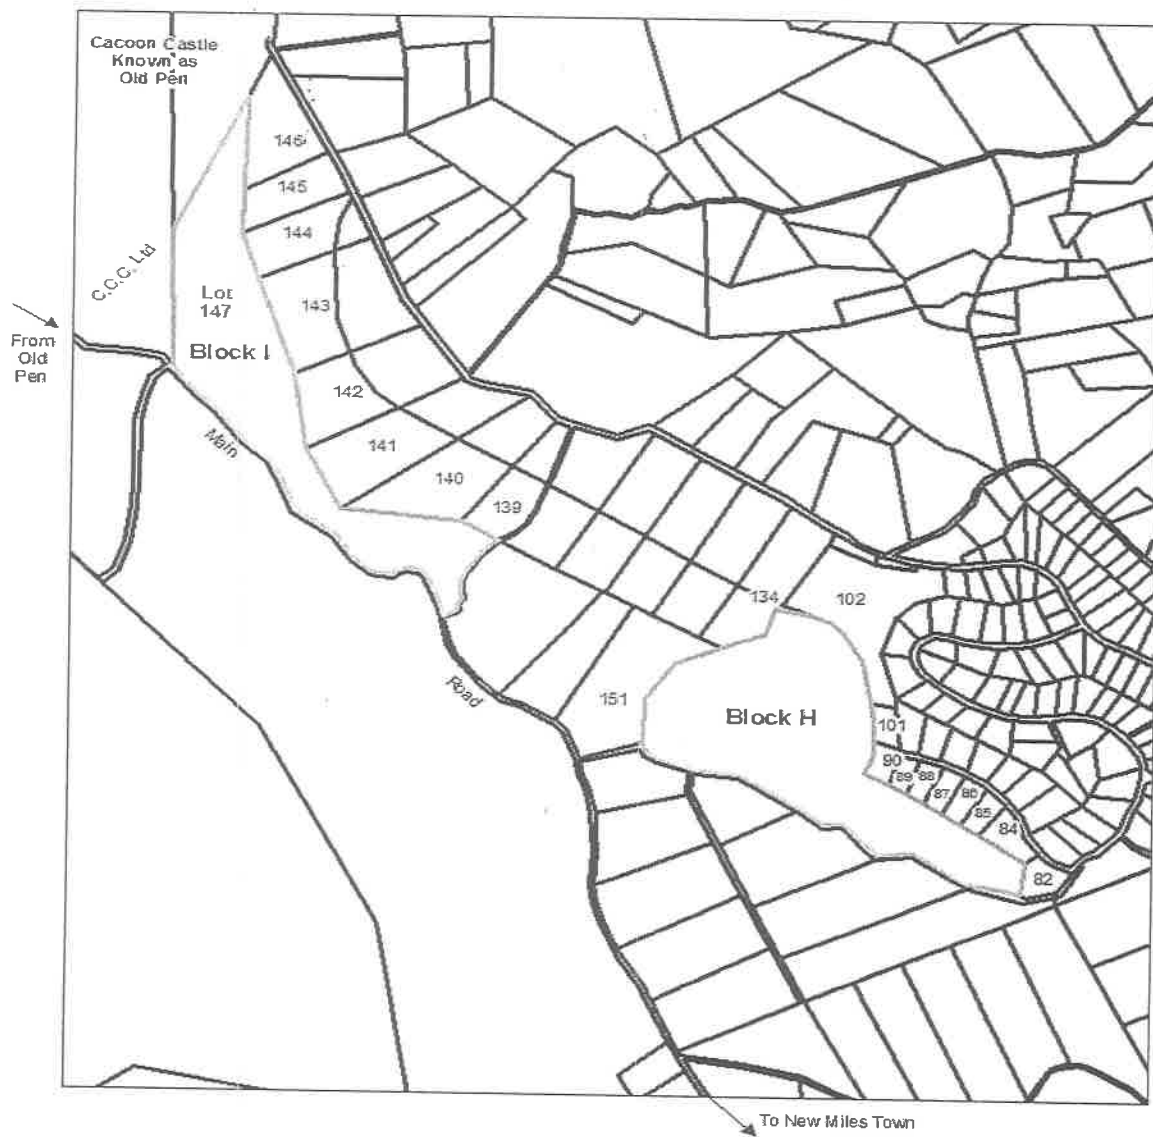 Cacoon Castle
Known as
Old Pen
146
145
144
C.C.C. Ltd
143
Lot
147
From
Old
Pen
Block I
142
Main
141
140
139
134
102
Road
151
Block H
101
90
89
88
87
86
85
84
82
To New Miles Town